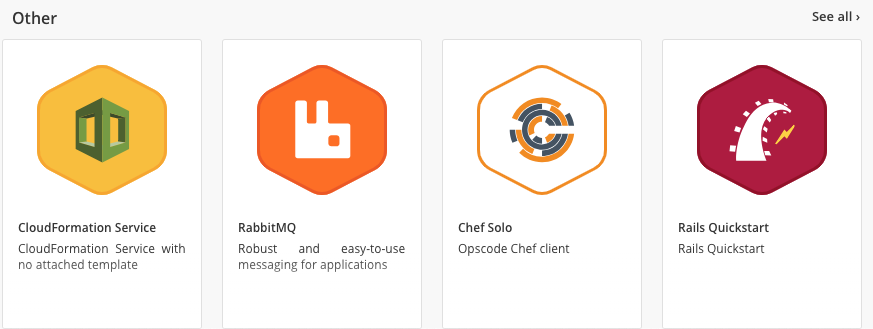 Other
See all ›
CloudFormation Service
CloudFormation Service with
no attached template
RabbitMQ
Robust and easy-to-use
messaging for applications
Chef Solo
Opscode Chef client
Rails Quickstart
Rails Quickstart